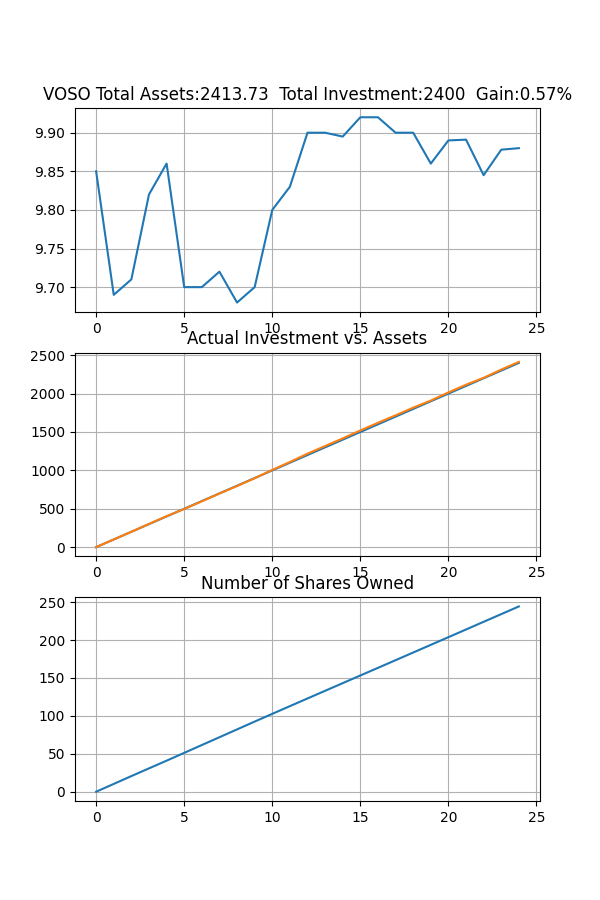 VOSO Total Assets:2413.73  Total Investment:2400  Gain:0.57%
9.90
9.85
9.80
9.75
9.70
0 5 10 15 20 25
Actual Investment vs. Assets
2500
2000
1500
1000
500
0
0 5 10 15 20 25
Number of Shares Owned
250
200
150
100
50
0
0 5 10 15 20 25